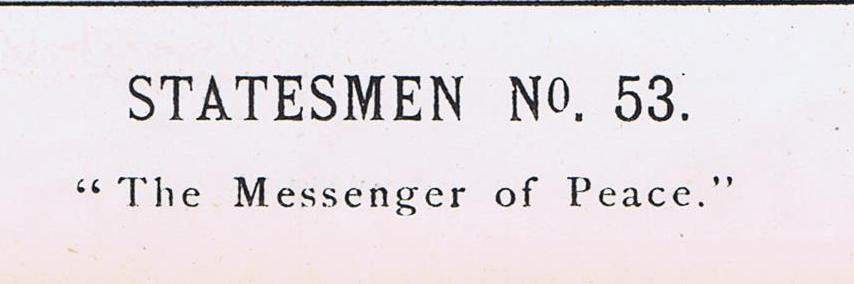 STATESMEN No. 53.
“The Messenger of Peace.”